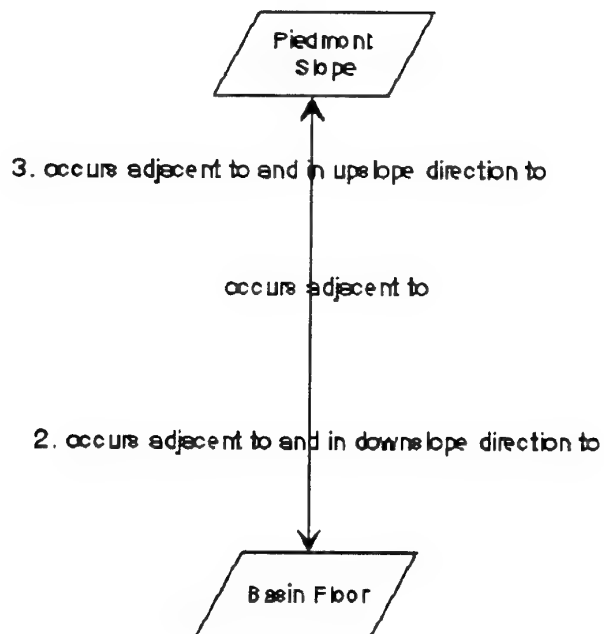 Piedmont
Slope
3. occurs adjacent to and in upslope direction to
occurs adjacent to
2. occurs adjacent to and in downslope direction to
Basin Floor